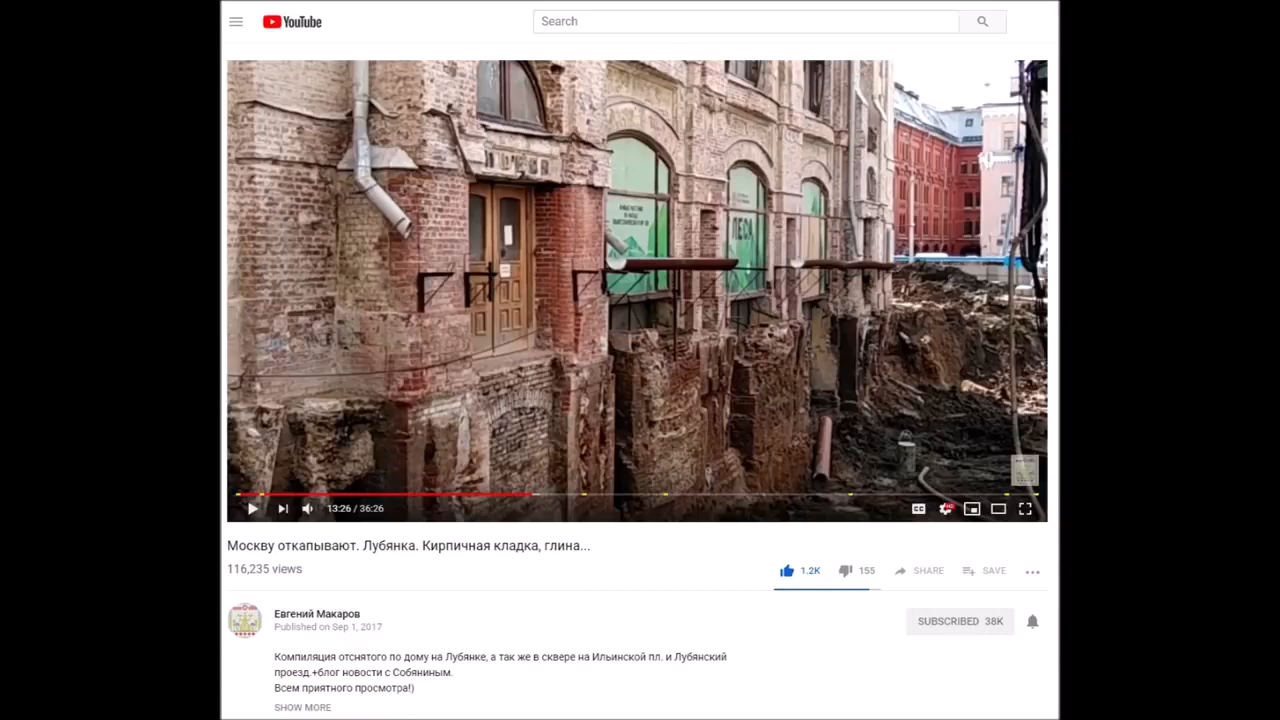 YouTube
Search
ЛЕСА
13:26 / 36:26
CC
HD
Москву откапывают. Лубянка. Кирпичная кладка, глина...
116,235 views
1.2K
155
SHARE
SAVE
Евгений Макаров
Published on Sep 1, 2017
SUBSCRIBED 38K
Компиляция отснятого по дому на Лубянке, а так же в сквере на Ильинской пл. и Лубянский
проезд.+блог новости с Собяниным.
Всем приятного просмотра!)
SHOW MORE